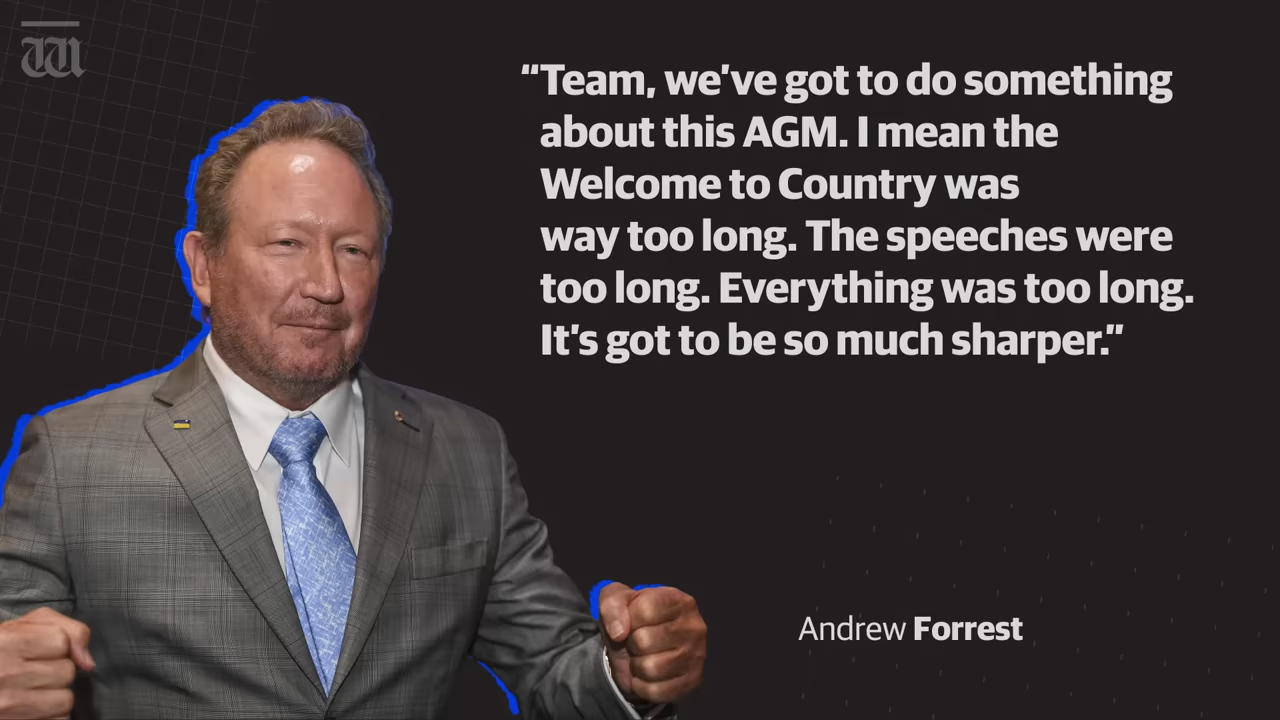 W
“Team, we’ve got to do something
about this AGM. I mean the
Welcome to Country was
way too long. The speeches were
too long. Everything was too long.
It’s got to be so much sharper.”
Andrew Forrest